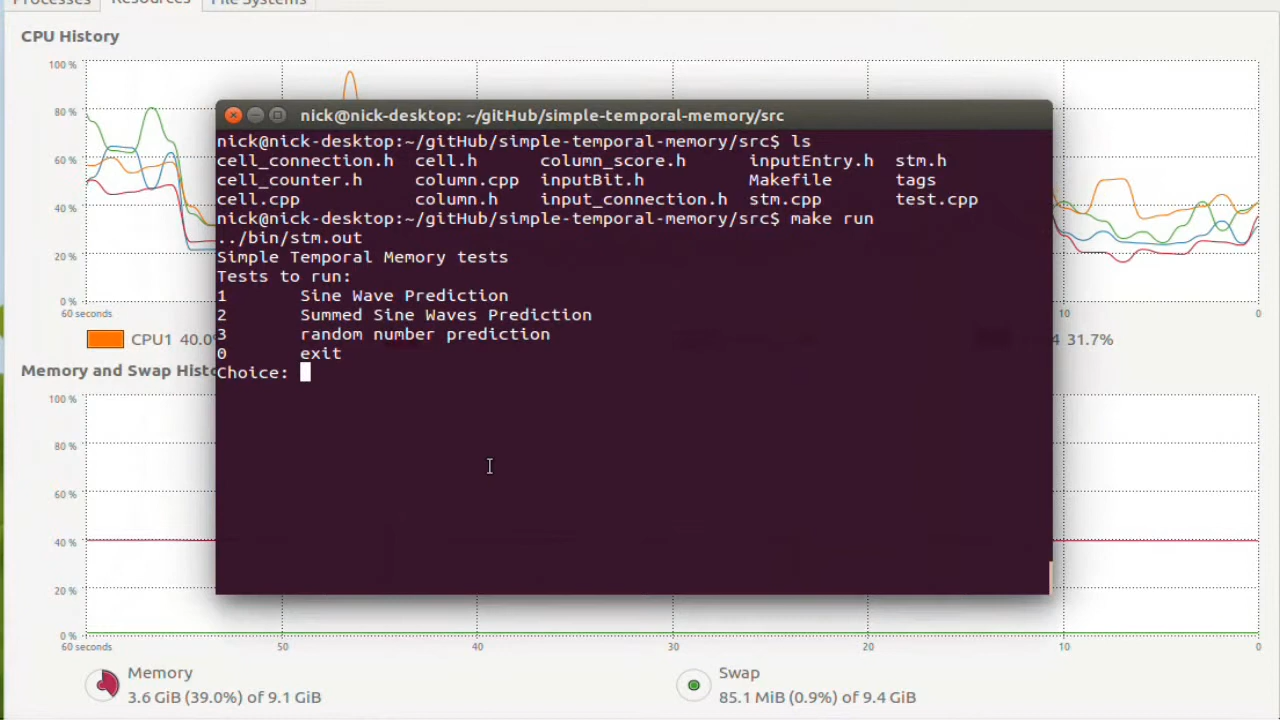 Processes Resources File Systems
CPU History
100 %
80 %
60 %
40 %
20 %
0 %
60 seconds
10
0
CPU1 40.0
4 31.7%
nick@nick-desktop: ~/gitHub/simple-temporal-memory/src
nick@nick-desktop:~/gitHub/simple-temporal-memory/src$ ls
cell_connection.h cell.h column_score.h inputEntry.h stm.h
cell_counter.h column.cpp inputBit.h Makefile tags
cell.cpp column.h input_connection.h stm.cpp test.cpp
nick@nick-desktop:~/gitHub/simple-temporal-memory/src$ make run
../bin/stm.out
Simple Temporal Memory tests
Tests to run:
1 Sine Wave Prediction
2 Summed Sine Waves Prediction
3 random number prediction
0 exit
Choice:
Memory and Swap Histo
100 %
80 %
60 %
40 %
20 %
0 %
60 seconds 50 40 30 20 10 0
Memory
3.6 GiB (39.0%) of 9.1 GiB
Swap
85.1 MiB (0.9%) of 9.4 GiB